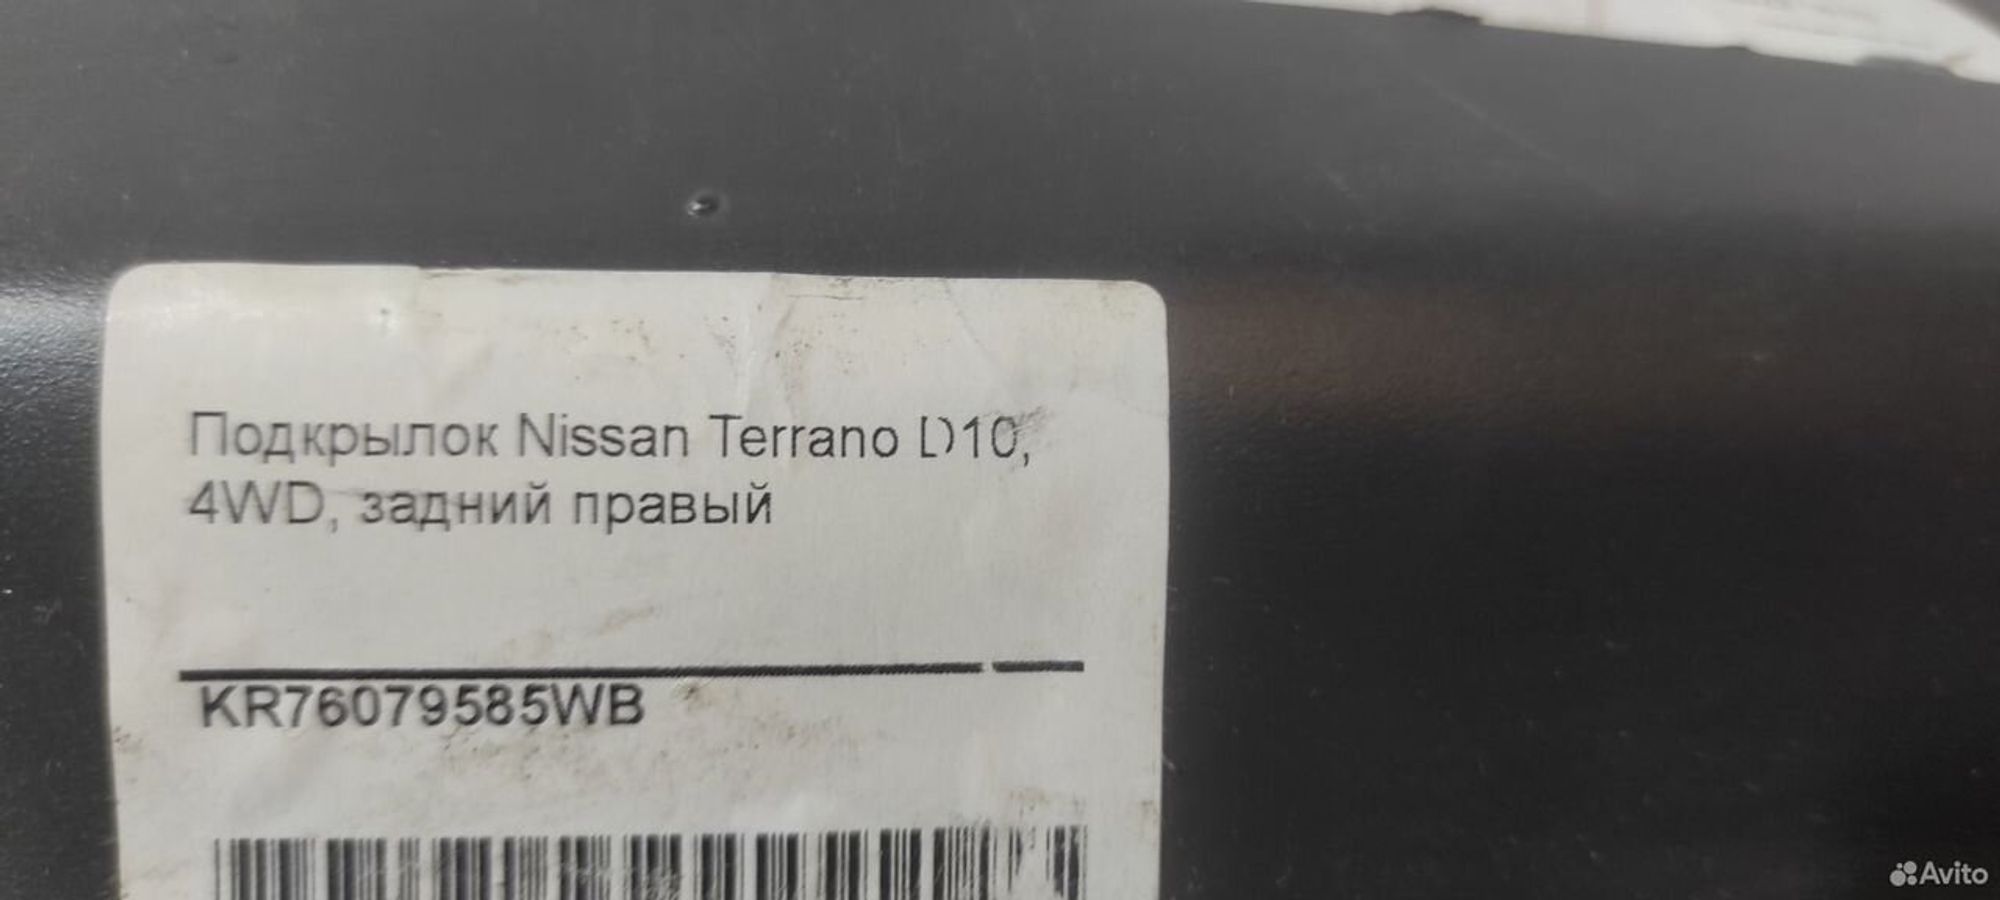 Подкрылок Nissan Terrano D10,
4WD, задний правый
KR76079585WB
Avito